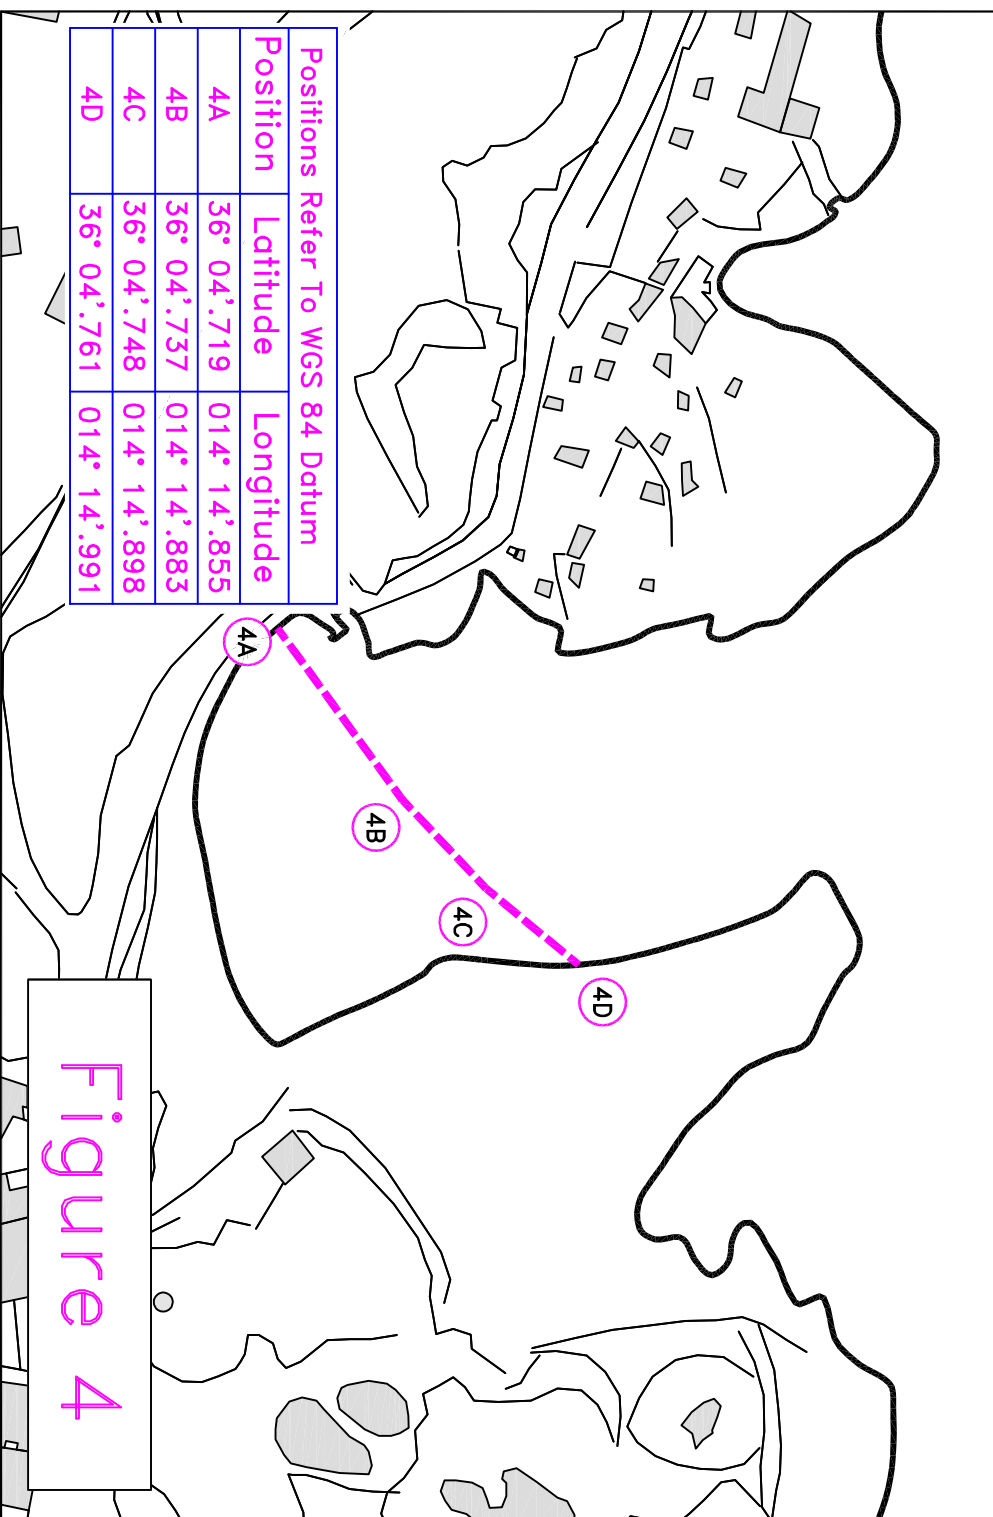 Positions Refer To WGS 84 Datum
Position Latitude Longitude
4A 36° 04'.719 014° 14'.855
4B 36° 04'.737 014° 14'.883
4C 36° 04'.748 014° 14'.898
4D 36° 04'.761 014° 14'.991
4A
4B
4C
4D
Figure 4